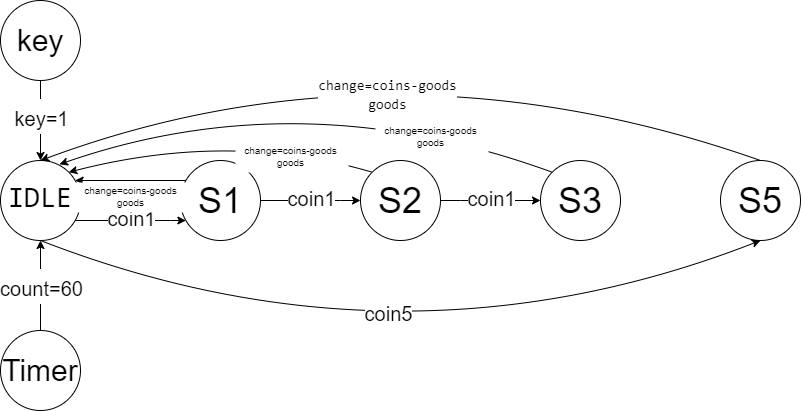 key
key=1
change=coins-goods
goods
change=coins-goods
goods
change=coins-goods
goods
IDLE
change=coins-goods
goods
coin1
S1
coin1
S2
coin1
S3
S5
count=60
coin5
Timer